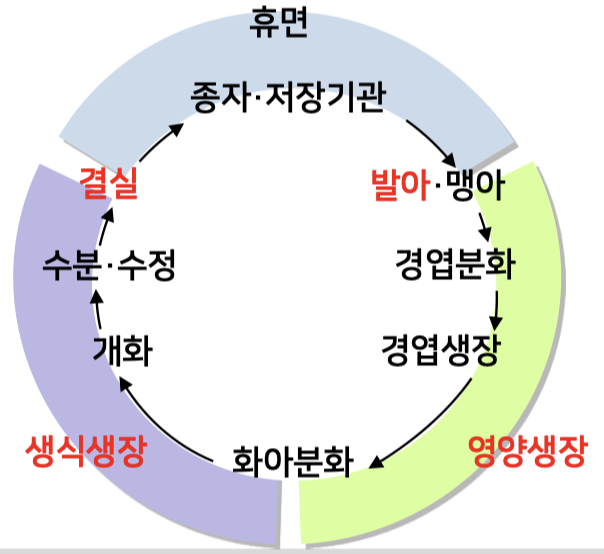 휴면
종자·저장기관
결실
발아·맹아
수분·수정
경엽분화
개화
경엽생장
생식생장
화아분화
영양생장